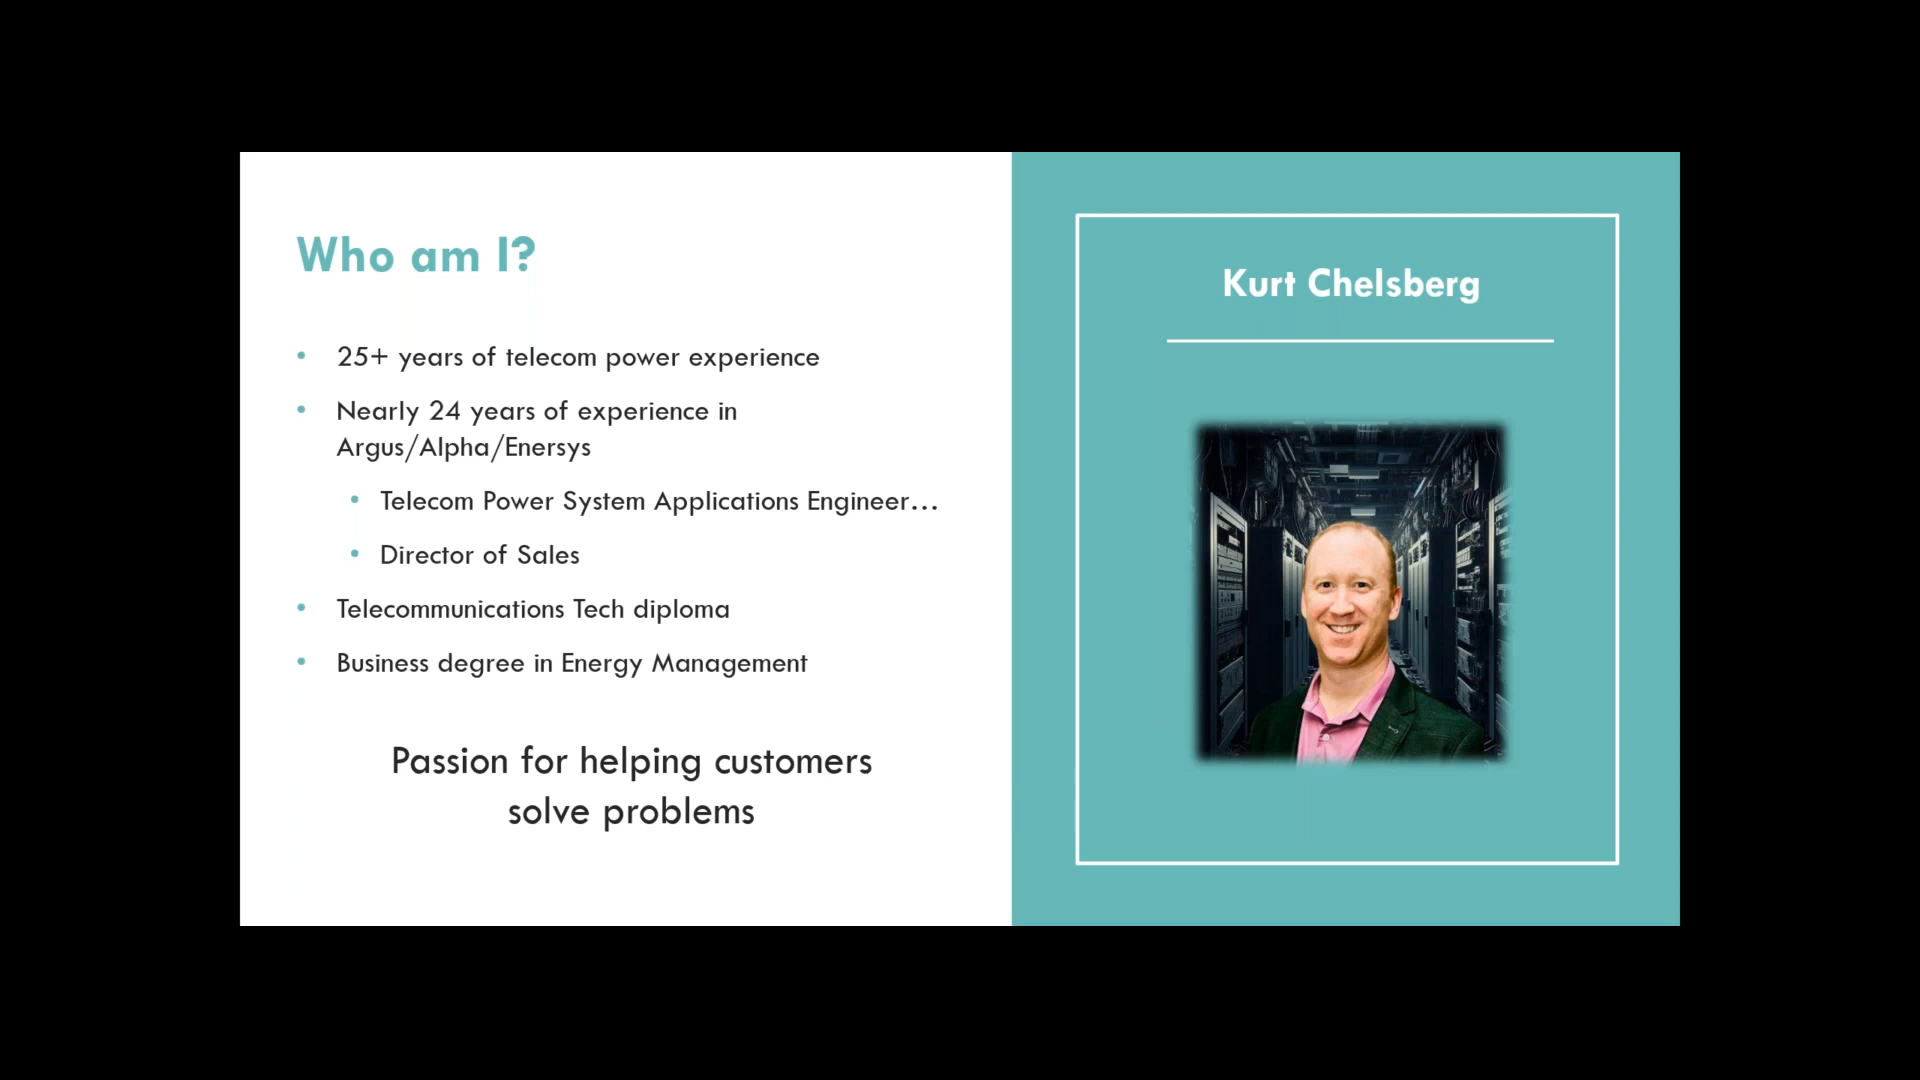 Who am I?
• 25+ years of telecom power experience
• Nearly 24 years of experience in
Argus/Alpha/Enersys
• Telecom Power System Applications Engineer…
• Director of Sales
• Telecommunications Tech diploma
• Business degree in Energy Management
Passion for helping customers
solve problems
Kurt Chelsberg